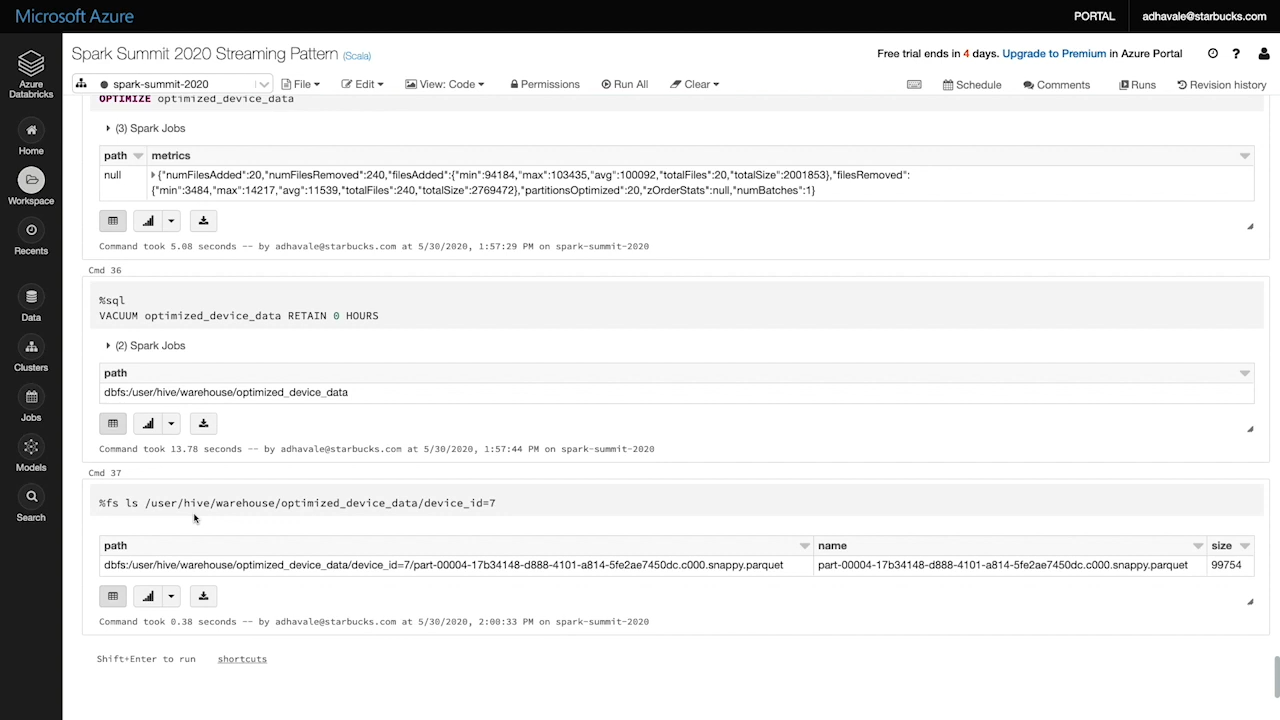 Microsoft Azure
PORTAL
adhavale@starbucks.com
Azure Databricks
Home
Workspace
Recents
Data
Clusters
Jobs
Models
Search
Spark Summit 2020 Streaming Pattern (Scala)
Free trial ends in 4 days. Upgrade to Premium in Azure Portal
spark-summit-2020
File
Edit
View: Code
Permissions
Run All
Clear
Schedule
Comments
Runs
Revision history
OPTIMIZE optimized_device_data
(3) Spark Jobs
path metrics
null {"numFilesAdded":20,"numFilesRemoved":240,"filesAdded":{"min":94184,"max":103435,"avg":100092,"totalFiles":20,"totalSize":2001853},"filesRemoved":
{"min":3484,"max":14217,"avg":11539,"totalFiles":240,"totalSize":2769472},"partitionsOptimized":20,"zOrderStats":null,"numBatches":1}
Command took 5.08 seconds -- by adhavale@starbucks.com at 5/30/2020, 1:57:29 PM on spark-summit-2020
Cmd 36
%sql
VACUUM optimized_device_data RETAIN 0 HOURS
(2) Spark Jobs
path
dbfs:/user/hive/warehouse/optimized_device_data
Command took 13.78 seconds -- by adhavale@starbucks.com at 5/30/2020, 1:57:44 PM on spark-summit-2020
Cmd 37
%fs ls /user/hive/warehouse/optimized_device_data/device_id=7
path name size
dbfs:/user/hive/warehouse/optimized_device_data/device_id=7/part-00004-17b34148-d888-4101-a814-5fe2ae7450dc.c000.snappy.parquet part-00004-17b34148-d888-4101-a814-5fe2ae7450dc.c000.snappy.parquet 99754
Command took 0.38 seconds -- by adhavale@starbucks.com at 5/30/2020, 2:00:33 PM on spark-summit-2020
Shift+Enter to run shortcuts